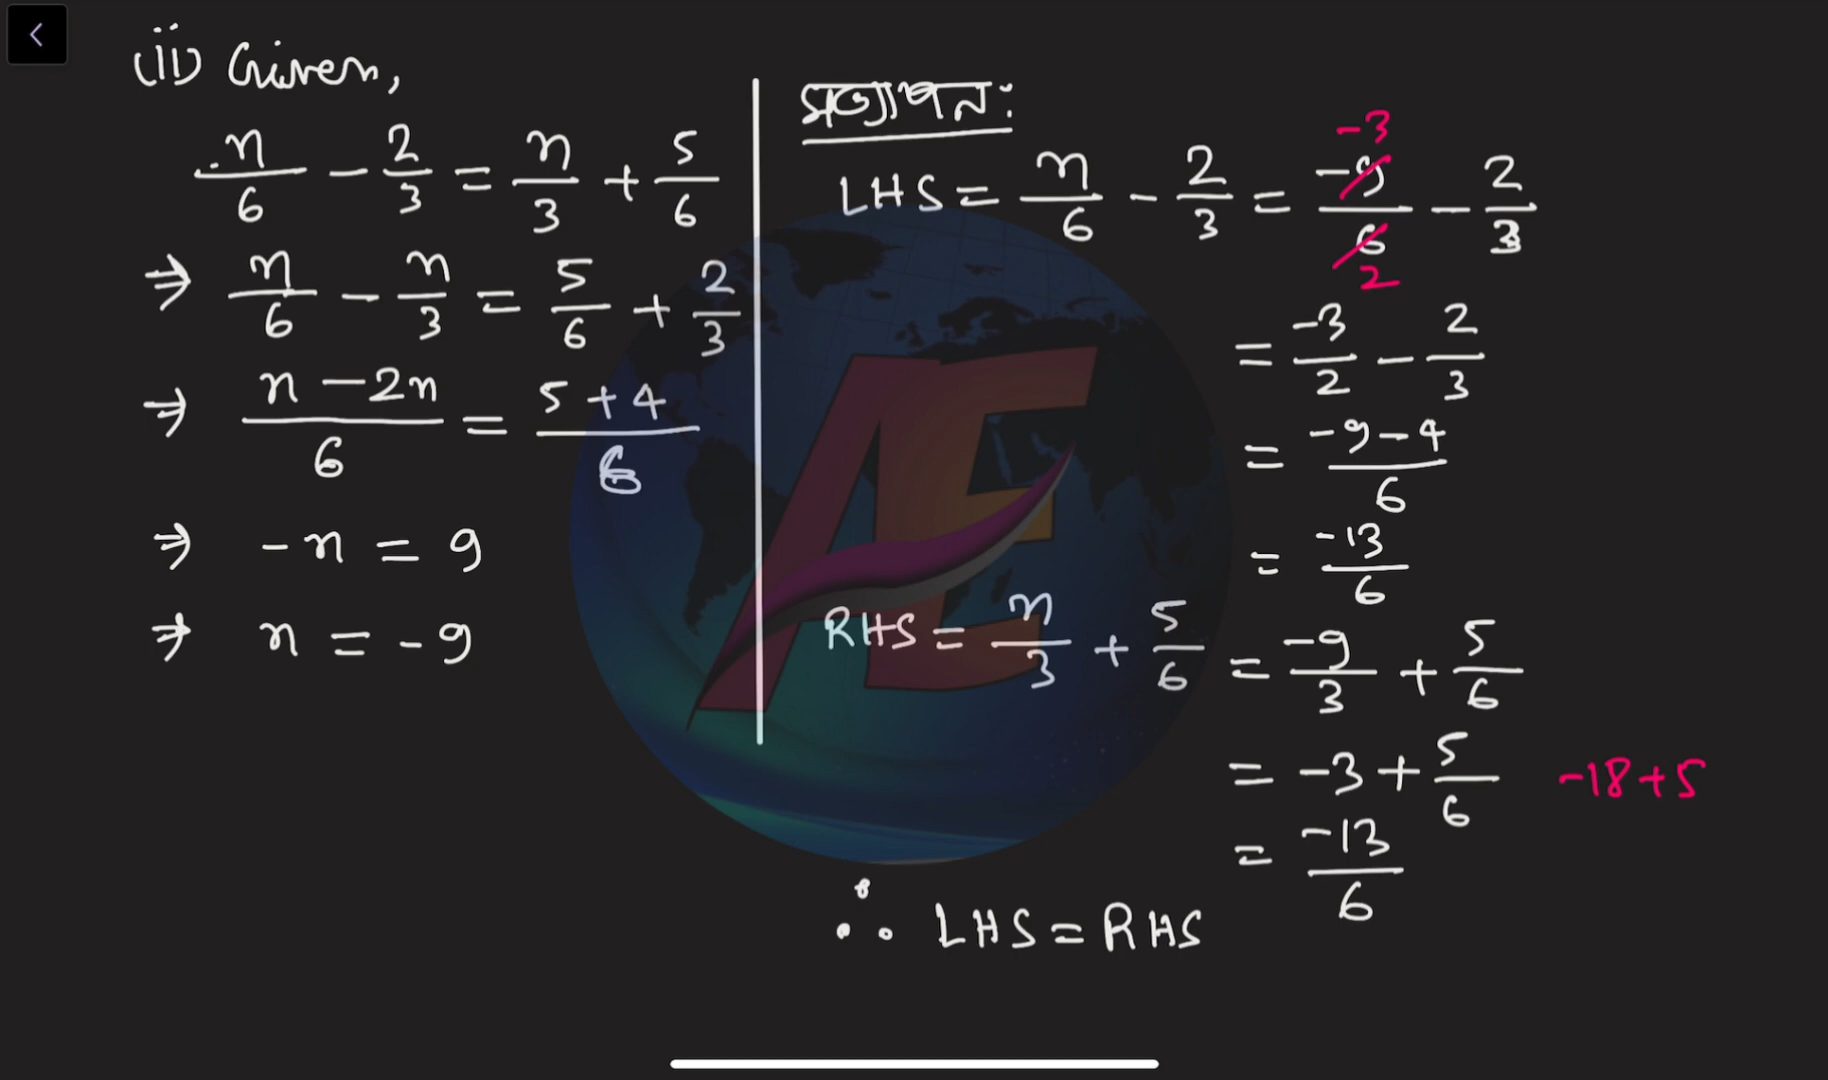 (ii) Given,
n/6 - 2/3 = n/3 + 5/6
⇒ n/6 - n/3 = 5/6 + 2/3
⇒ (n - 2n)/6 = (5 + 4)/6
⇒ -n = 9
⇒ n = -9
সত্যাপন:
LHS = n/6 - 2/3 = -9/6 - 2/3
-3
2
= -3/2 - 2/3
= (-9 - 4)/6
= -13/6
RHS = n/3 + 5/6 = -9/3 + 5/6
= -3 + 5/6 -18+5
= -13/6
∴ LHS = RHS
AE